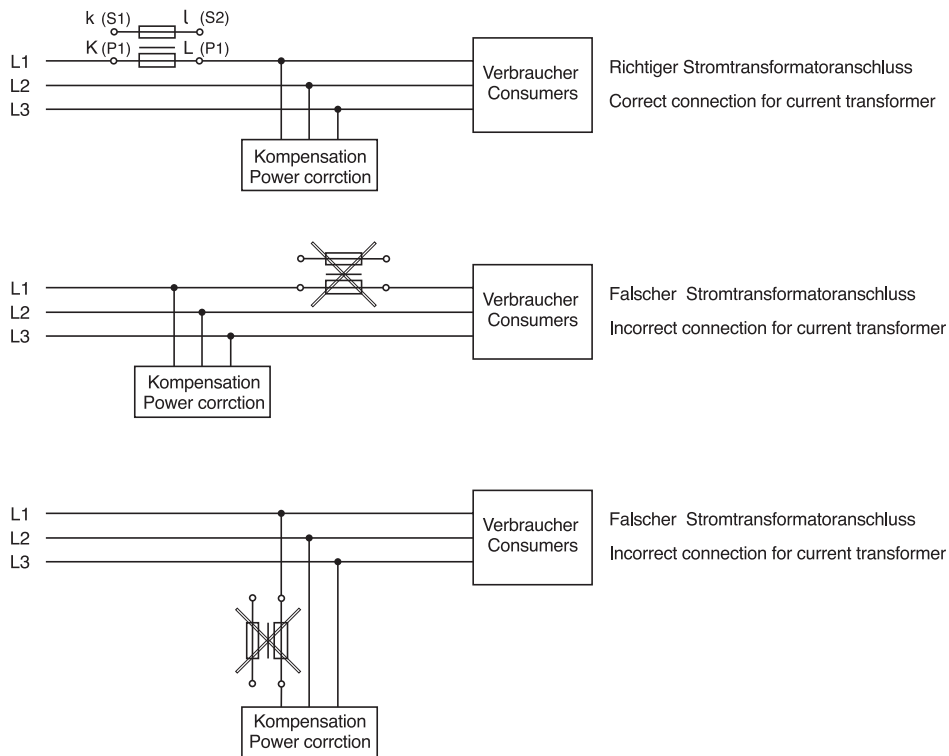 k (S1) l (S2)
K (P1) L (P1)
L1
L2
L3
Verbraucher
Consumers
Richtiger Stromtransformatoranschluss
Correct connection for current transformer
Kompensation
Power corrction
L1
L2
L3
Verbraucher
Consumers
Falscher Stromtransformatoranschluss
Incorrect connection for current transformer
Kompensation
Power corrction
L1
L2
L3
Verbraucher
Consumers
Falscher Stromtransformatoranschluss
Incorrect connection for current transformer
Kompensation
Power corrction